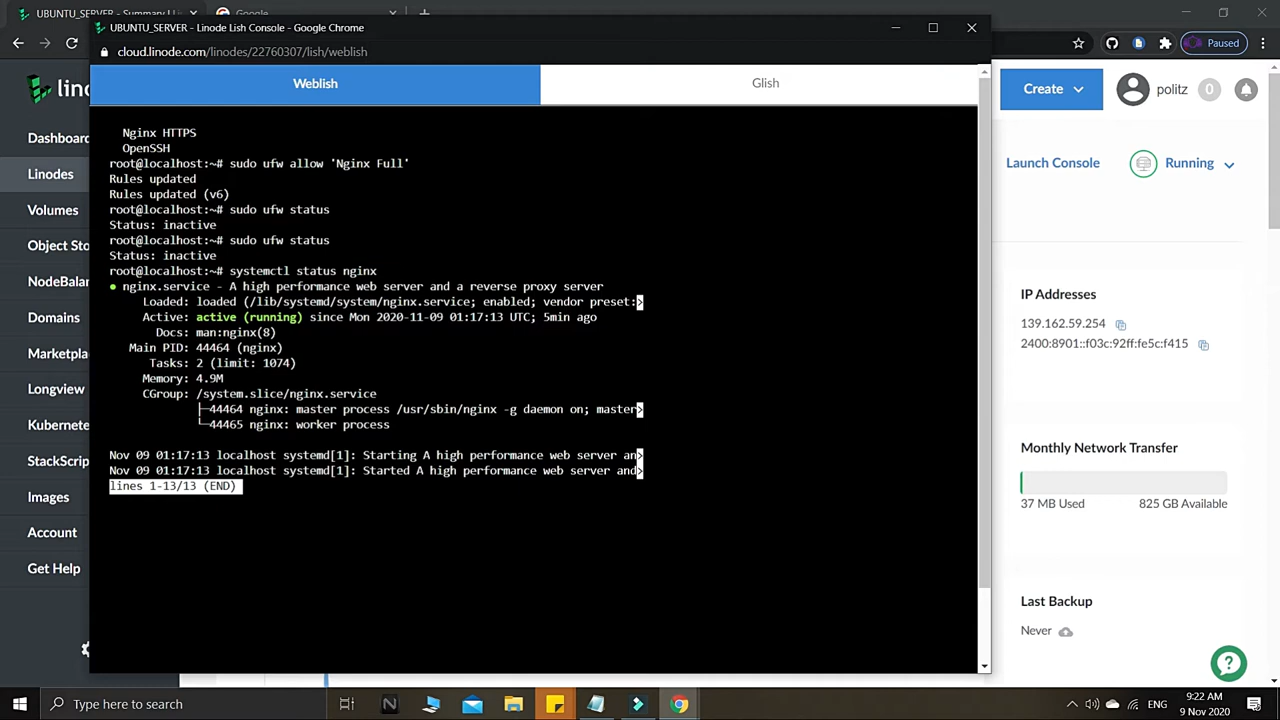 UBUNTU_SERVER - Summary L
UBUNTU_SERVER - Linode Lish Console - Google Chrome
cloud.linode.com/linodes/22760307/lish/weblish
Paused
Weblish
Glish
Create
politz
0
Dashboar
Linodes
Volumes
Object Sto
NodeBalan
Domains
Marketpla
Longview
Kubernete
StackScrip
Images
Account
Get Help
Nginx HTTPS
OpenSSH
root@localhost:~# sudo ufw allow 'Nginx Full'
Rules updated
Rules updated (v6)
root@localhost:~# sudo ufw status
Status: inactive
root@localhost:~# sudo ufw status
Status: inactive
root@localhost:~# systemctl status nginx
● nginx.service - A high performance web server and a reverse proxy server
Loaded: loaded (/lib/systemd/system/nginx.service; enabled; vendor preset:>
Active: active (running) since Mon 2020-11-09 01:17:13 UTC; 5min ago
Docs: man:nginx(8)
Main PID: 44464 (nginx)
Tasks: 2 (limit: 1074)
Memory: 4.9M
CGroup: /system.slice/nginx.service
├─44464 nginx: master process /usr/sbin/nginx -g daemon on; master>
└─44465 nginx: worker process
Nov 09 01:17:13 localhost systemd[1]: Starting A high performance web server an>
Nov 09 01:17:13 localhost systemd[1]: Started A high performance web server and>
lines 1-13/13 (END)
Launch Console
Running
IP Addresses
139.162.59.254
2400:8901::f03c:92ff:fe5c:f415
Monthly Network Transfer
37 MB Used
825 GB Available
Last Backup
Never
Type here to search
ENG
9:22 AM
9 Nov 2020